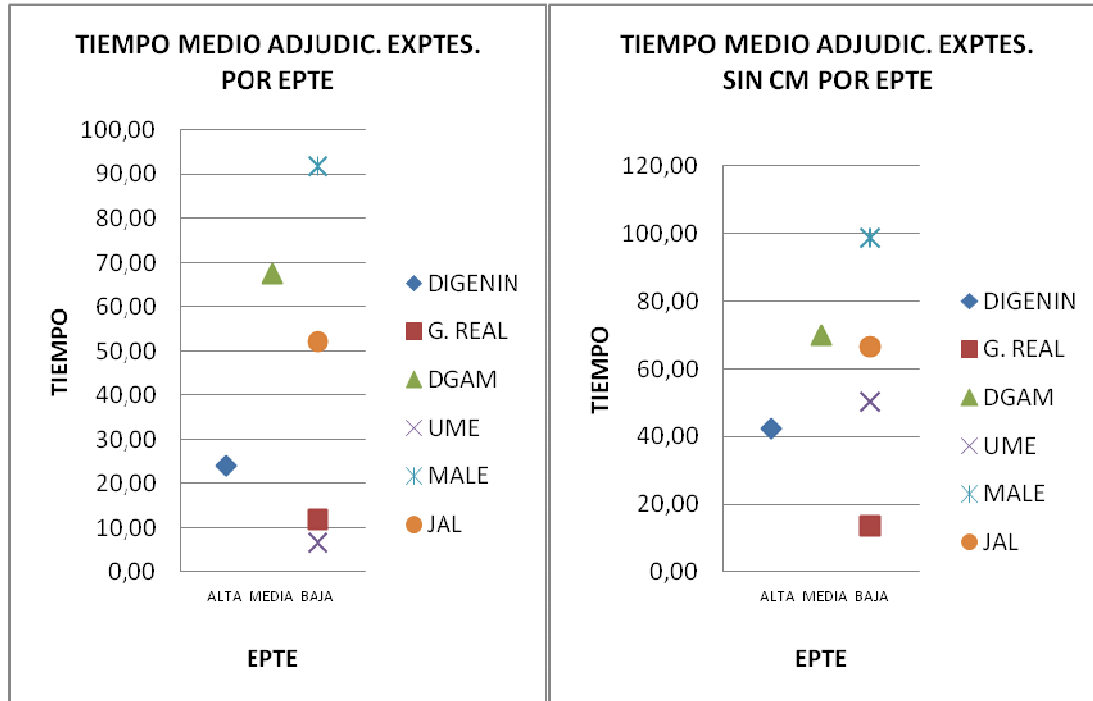 TIEMPO MEDIO ADJUDIC. EXPTES.
POR EPTE
100,00
90,00
80,00
70,00
60,00
50,00
40,00
30,00
20,00
10,00
0,00
TIEMPO
ALTA MEDIA BAJA
EPTE
DIGENIN
G. REAL
DGAM
UME
MALE
JAL
TIEMPO MEDIO ADJUDIC. EXPTES.
SIN CM POR EPTE
120,00
100,00
80,00
60,00
40,00
20,00
0,00
TIEMPO
ALTA MEDIA BAJA
EPTE
DIGENIN
G. REAL
DGAM
UME
MALE
JAL